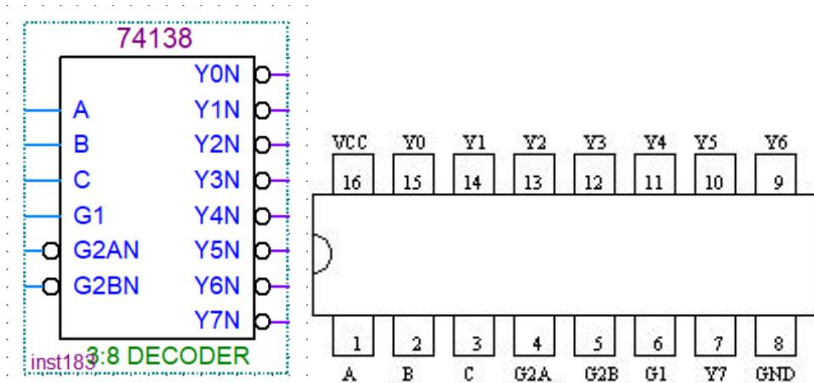 74138
Y0N
A Y1N
B Y2N
C Y3N
G1 Y4N
G2AN Y5N
G2BN Y6N
Y7N
inst183 3:8 DECODER
VCC Y0 Y1 Y2 Y3 Y4 Y5 Y6
16 15 14 13 12 11 10 9
1 2 3 4 5 6 7 8
A B C G2A G2B G1 Y7 GND